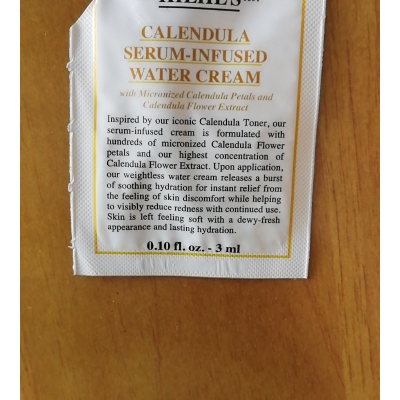 KIEHL'S
CALENDULA
SERUM-INFUSED
WATER CREAM
with Micronized Calendula Petals and
Calendula Flower Extract
Inspired by our iconic Calendula Toner, our
serum-infused cream is formulated with
hundreds of micronized Calendula Flower
petals and our highest concentration of
Calendula Flower Extract. Upon application,
our weightless water cream releases a burst
of soothing hydration for instant relief from
the feeling of skin discomfort while helping
to visibly reduce redness with continued use.
Skin is left feeling soft with a dewy-fresh
appearance and lasting hydration.
0.10 fl. oz. - 3 ml